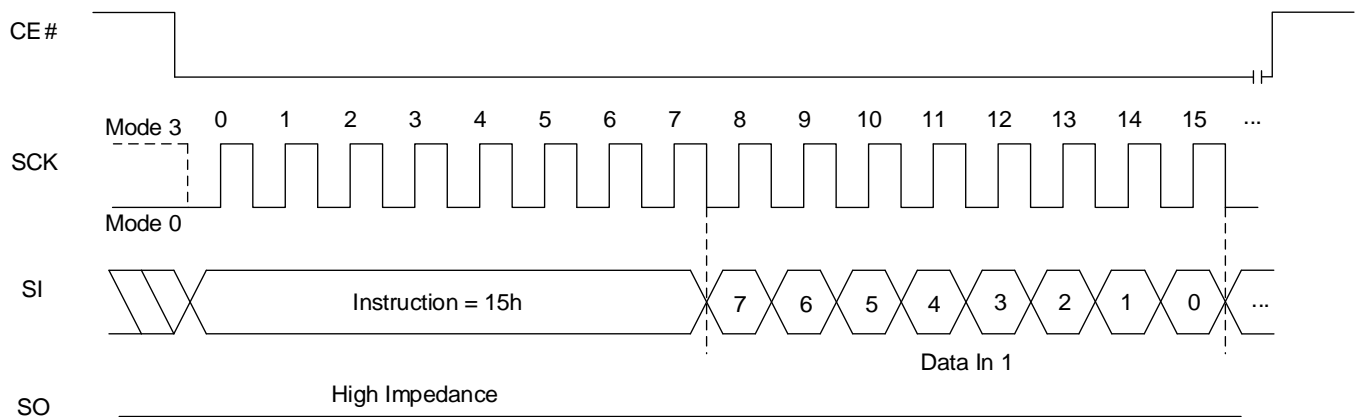 CE#
Mode 3 0 1 2 3 4 5 6 7 8 9 10 11 12 13 14 15 ...
SCK
Mode 0
SI Instruction = 15h 7 6 5 4 3 2 1 0 ...
Data In 1
High Impedance
SO